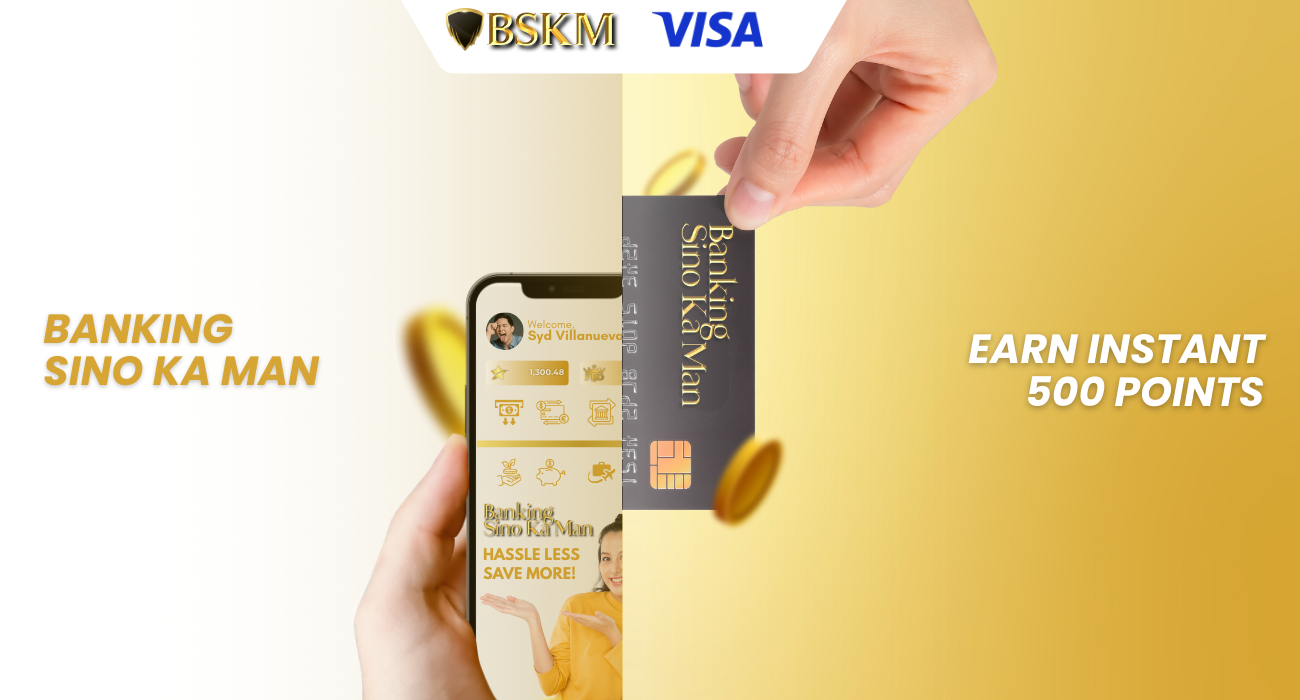 BSKM VISA
BANKING
SINO KA MAN
EARN INSTANT
500 POINTS
Welcome,
Syd Villanueva
1,300.48
Banking
Sino Ka Man
HASSLE LESS
SAVE MORE!
Banking
Sino Ka Man